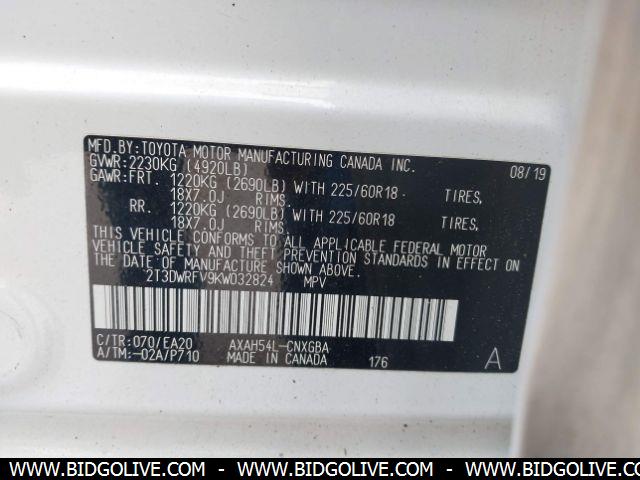 MFD.BY:TOYOTA MOTOR MANUFACTURING CANADA INC. 08/19
GVWR:2230KG (4920LB)
GAWR:FRT. 1220KG (2690LB) WITH 225/60R18 TIRES,
18X7.0J RIMS.
RR. 1220KG (2690LB) WITH 225/60R18 TIRES,
18X7.0J RIMS.
THIS VEHICLE CONFORMS TO ALL APPLICABLE FEDERAL MOTOR
VEHICLE SAFETY AND THEFT PREVENTION STANDARDS IN EFFECT ON
THE DATE OF MANUFACTURE SHOWN ABOVE.
2T3DWRFV9KW032824 MPV
C/TR:070/EA20 AXAH54L-CNXGBA
A/TM:-02A/P710 MADE IN CANADA 176 A
WWW.BIDGOLIVE.COM - WWW.BIDGOLIVE.COM - WWW.BIDGOLIVE.COM